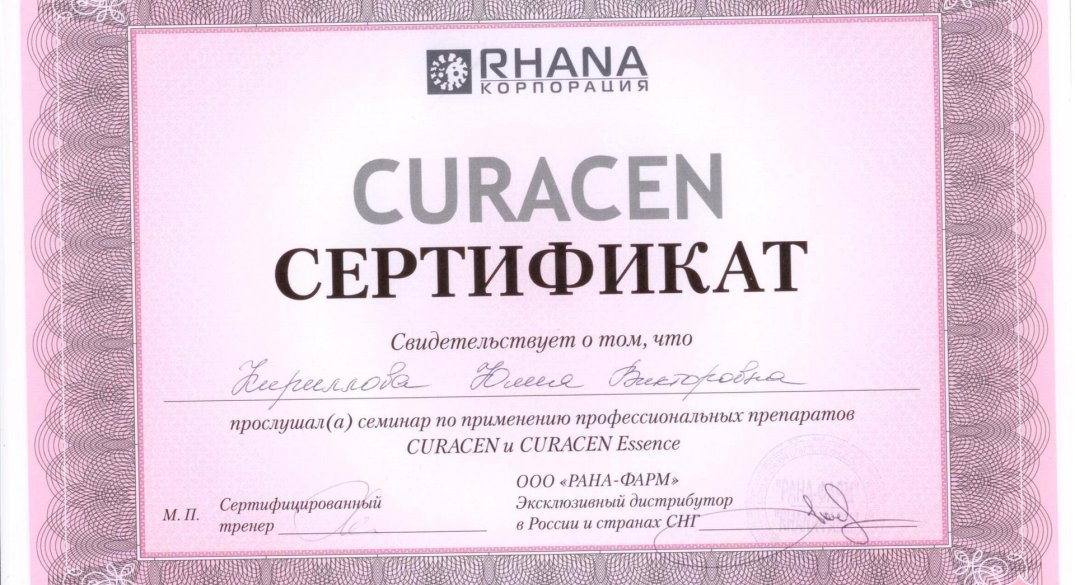 RHANA
КОРПОРАЦИЯ
CURACEN
СЕРТИФИКАТ
Свидетельствует о том, что
Кириллова Юлия Викторовна
прослушал(а) семинар по применению профессиональных препаратов
CURACEN и CURACEN Essence
М. П.
Сертифицированный
тренер
ООО «РАНА-ФАРМ»
Эксклюзивный дистрибутор
в России и странах СНГ